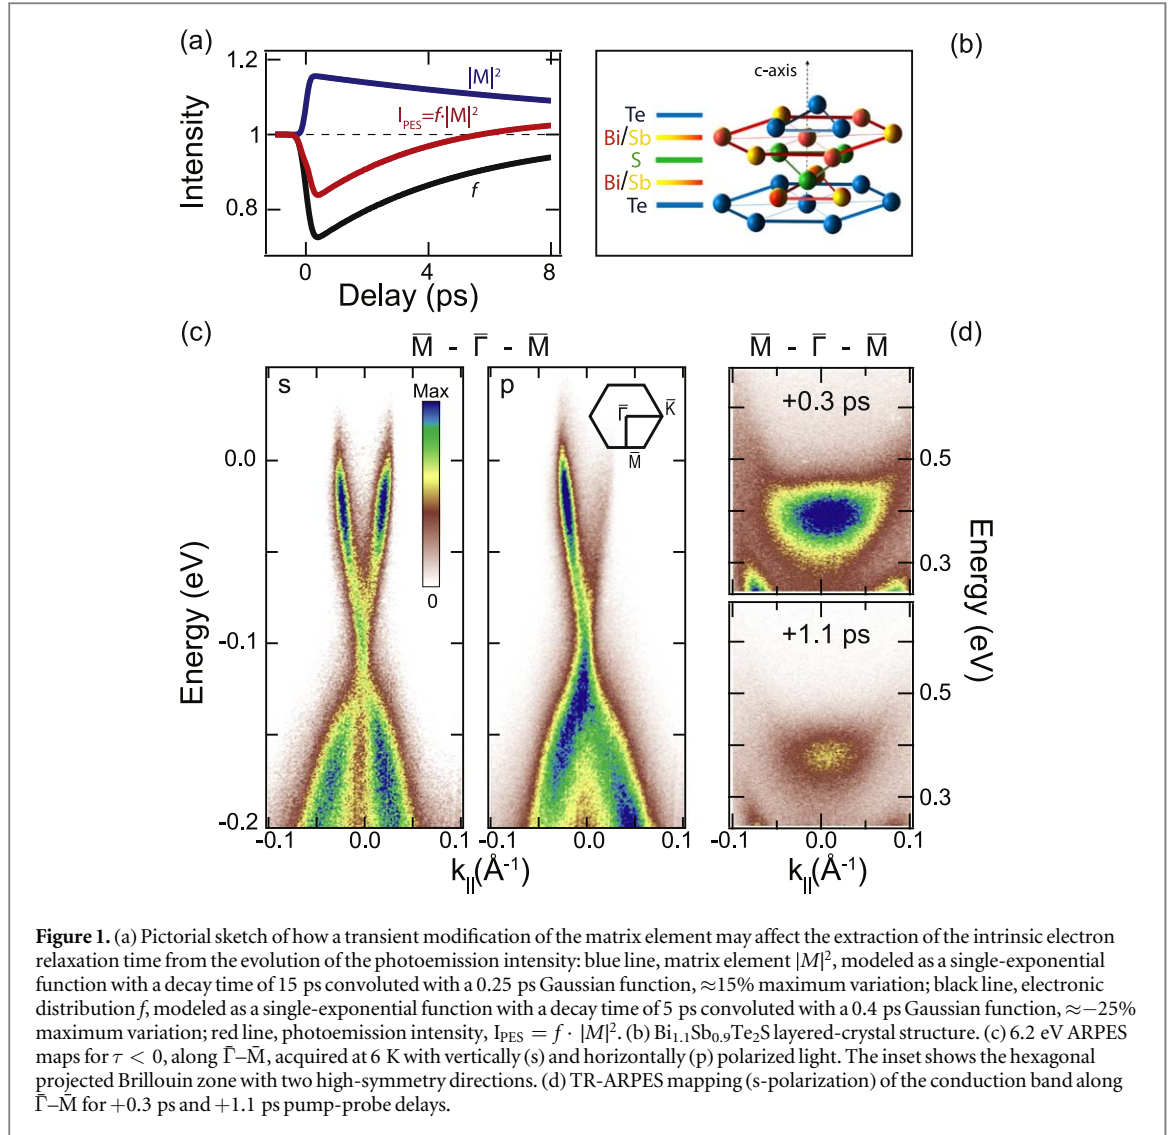 (a)
1.2
1
0.8
Intensity
|M|²
I_PES=f·|M|²
f
0
4
8
Delay (ps)
(b)
c-axis
Te
Bi/Sb
S
Bi/Sb
Te
(c)
M̅ - Γ̅ - M̅
s
Max
0
p
Γ̅
K̅
M̅
0.0
-0.1
-0.2
Energy (eV)
-0.1
0.0
0.1
-0.1
0.0
0.1
k||(Å⁻¹)
M̅ - Γ̅ - M̅
(d)
+0.3 ps
0.5
0.3
+1.1 ps
0.5
0.3
Energy (eV)
-0.1
0.0
0.1
k||(Å⁻¹)
Figure 1. (a) Pictorial sketch of how a transient modification of the matrix element may affect the extraction of the intrinsic electron
relaxation time from the evolution of the photoemission intensity: blue line, matrix element |M|², modeled as a single-exponential
function with a decay time of 15 ps convoluted with a 0.25 ps Gaussian function, ≈15% maximum variation; black line, electronic
distribution f, modeled as a single-exponential function with a decay time of 5 ps convoluted with a 0.4 ps Gaussian function, ≈−25%
maximum variation; red line, photoemission intensity, I_PES = f · |M|². (b) Bi₁.₁Sb₀.₉Te₂S layered-crystal structure. (c) 6.2 eV ARPES
maps for τ < 0, along Γ̅–M̅, acquired at 6 K with vertically (s) and horizontally (p) polarized light. The inset shows the hexagonal
projected Brillouin zone with two high-symmetry directions. (d) TR-ARPES mapping (s-polarization) of the conduction band along
Γ̅–M̅ for +0.3 ps and +1.1 ps pump-probe delays.